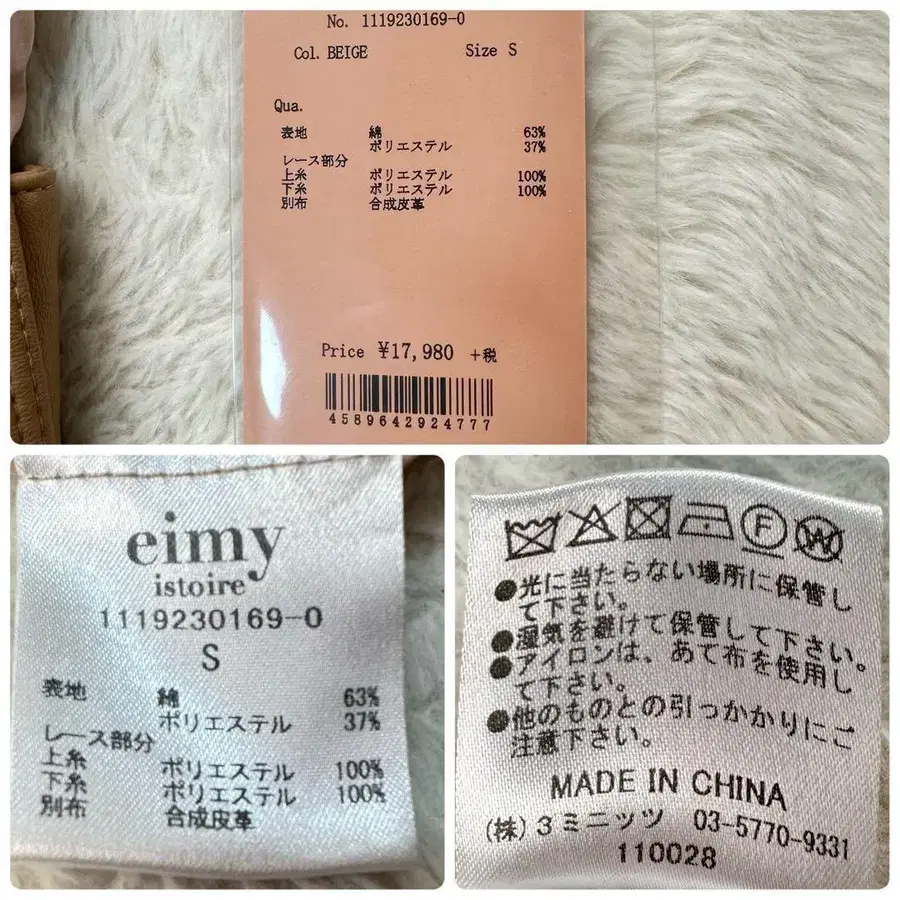 No. 1119230169-0
Col. BEIGE Size S
Qua.
表地 綿 63%
ポリエステル 37%
レース部分
上糸 ポリエステル 100%
下糸 ポリエステル 100%
別布 合成皮革
Price ¥17,980 +税
4589642924777
eimy
istoire
1119230169-0
S
表地 綿 63%
ポリエステル 37%
レース部分
上糸 ポリエステル 100%
下糸 ポリエステル 100%
別布 合成皮革
F W
●光に当たらない場所に保管し
て下さい。
●湿気を避けて保管して下さい。
●アイロンは、あて布を使用し
て下さい。
●他のものとの引っかかりにご
注意下さい。
MADE IN CHINA
(株)3ミニッツ 03-5770-9331
110028